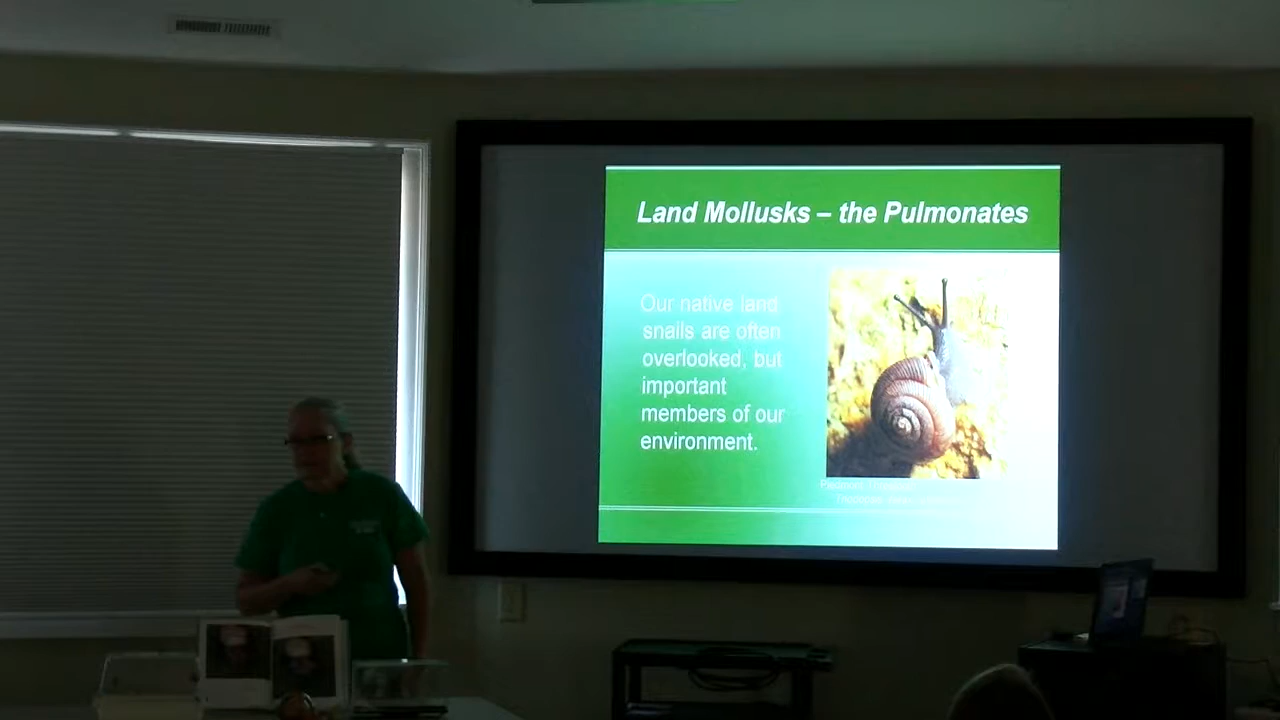 Land Mollusks – the Pulmonates
Our native land
snails are often
overlooked, but
important
members of our
environment.